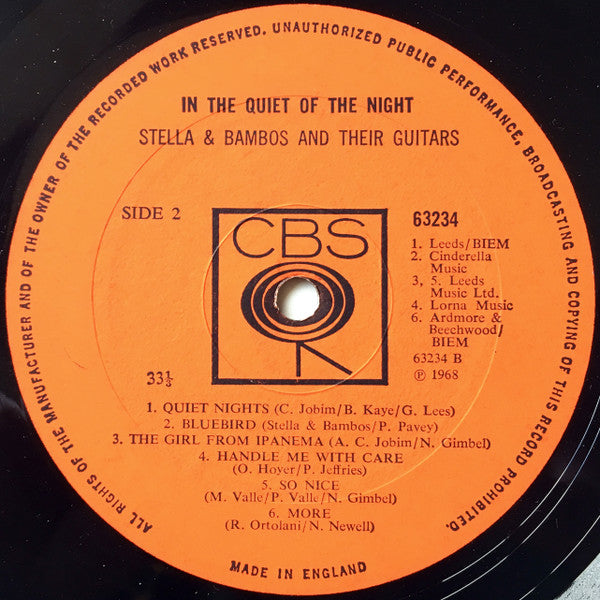 ALL RIGHTS OF THE MANUFACTURER AND OF THE OWNER OF THE RECORDED WORK RESERVED. UNAUTHORIZED PUBLIC PERFORMANCE, BROADCASTING AND COPYING OF THIS RECORD PROHIBITED.
IN THE QUIET OF THE NIGHT
STELLA & BAMBOS AND THEIR GUITARS
SIDE 2
CBS
63234
1. Leeds/BIEM
2. Cinderella
Music
3, 5. Leeds
Music Ltd.
4. Lorna Music
6. Ardmore &
Beechwood/
BIEM
63234 B
℗ 1968
33⅓
1. QUIET NIGHTS (C. Jobim/B. Kaye/G. Lees)
2. BLUEBIRD (Stella & Bambos/P. Pavey)
3. THE GIRL FROM IPANEMA (A. C. Jobim/N. Gimbel)
4. HANDLE ME WITH CARE
(O. Hoyer/P. Jeffries)
5. SO NICE
(M. Valle/P. Valle/N. Gimbel)
6. MORE
(R. Ortolani/N. Newell)
MADE IN ENGLAND